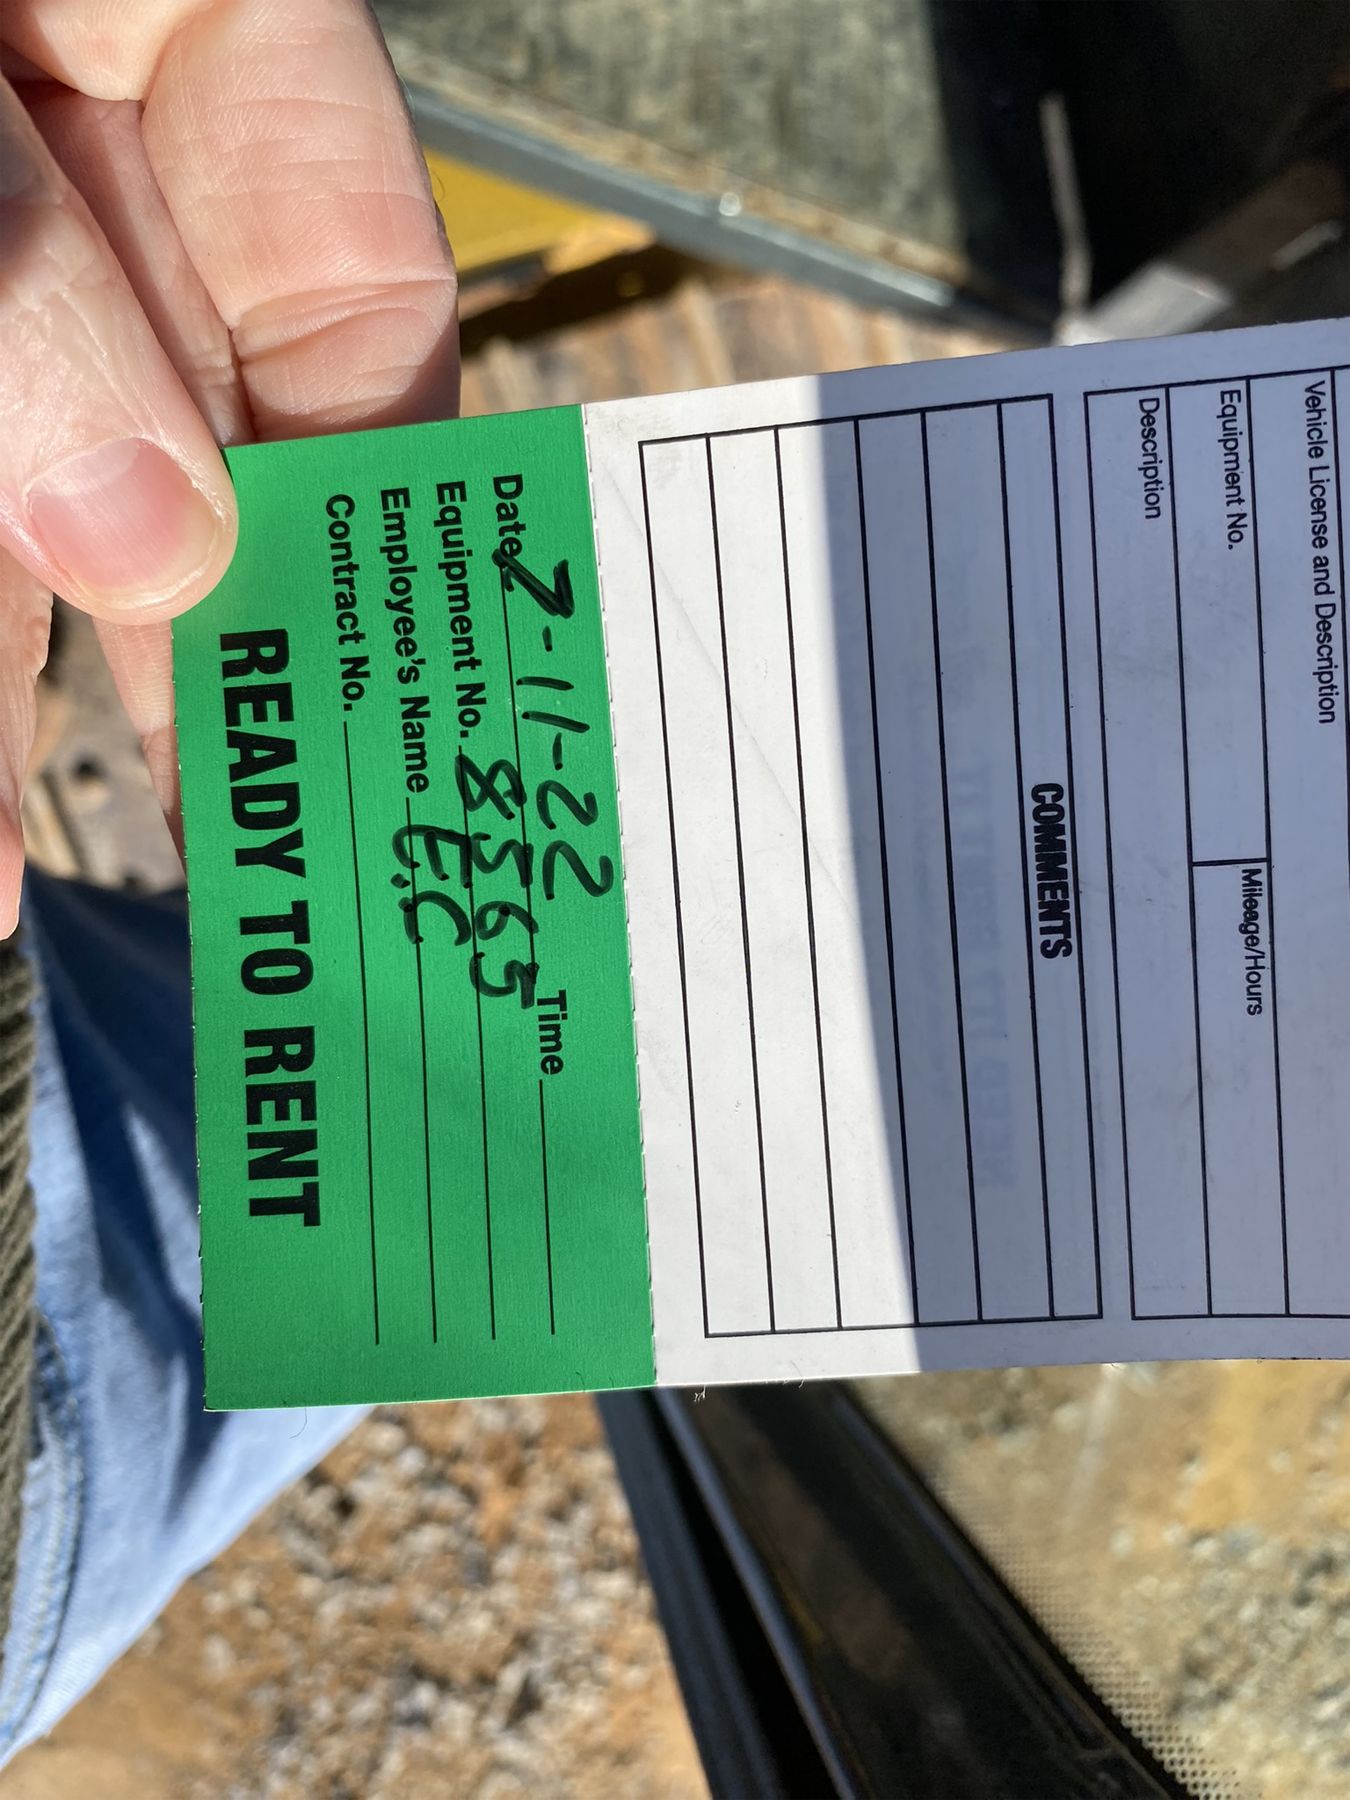 Vehicle License and Description
Equipment No. Mileage/Hours
Description
COMMENTS
Date 2-11-22 Time
Equipment No. 8565
Employee's Name E.C.
Contract No.
READY TO RENT